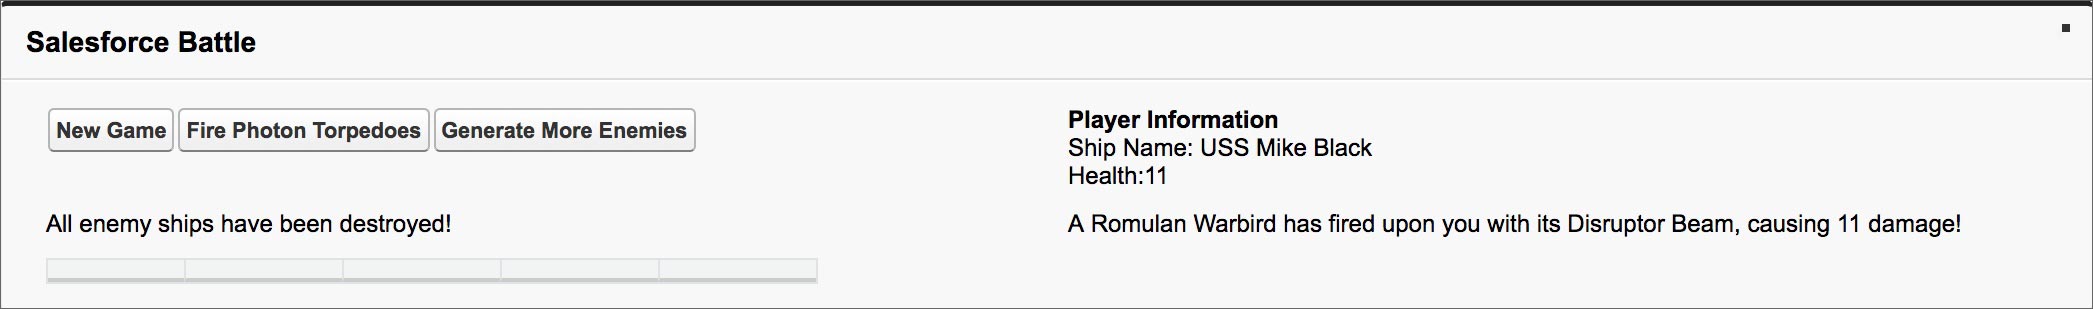 Salesforce Battle
New Game Fire Photon Torpedoes Generate More Enemies
Player Information
Ship Name: USS Mike Black
Health:11
All enemy ships have been destroyed!
A Romulan Warbird has fired upon you with its Disruptor Beam, causing 11 damage!